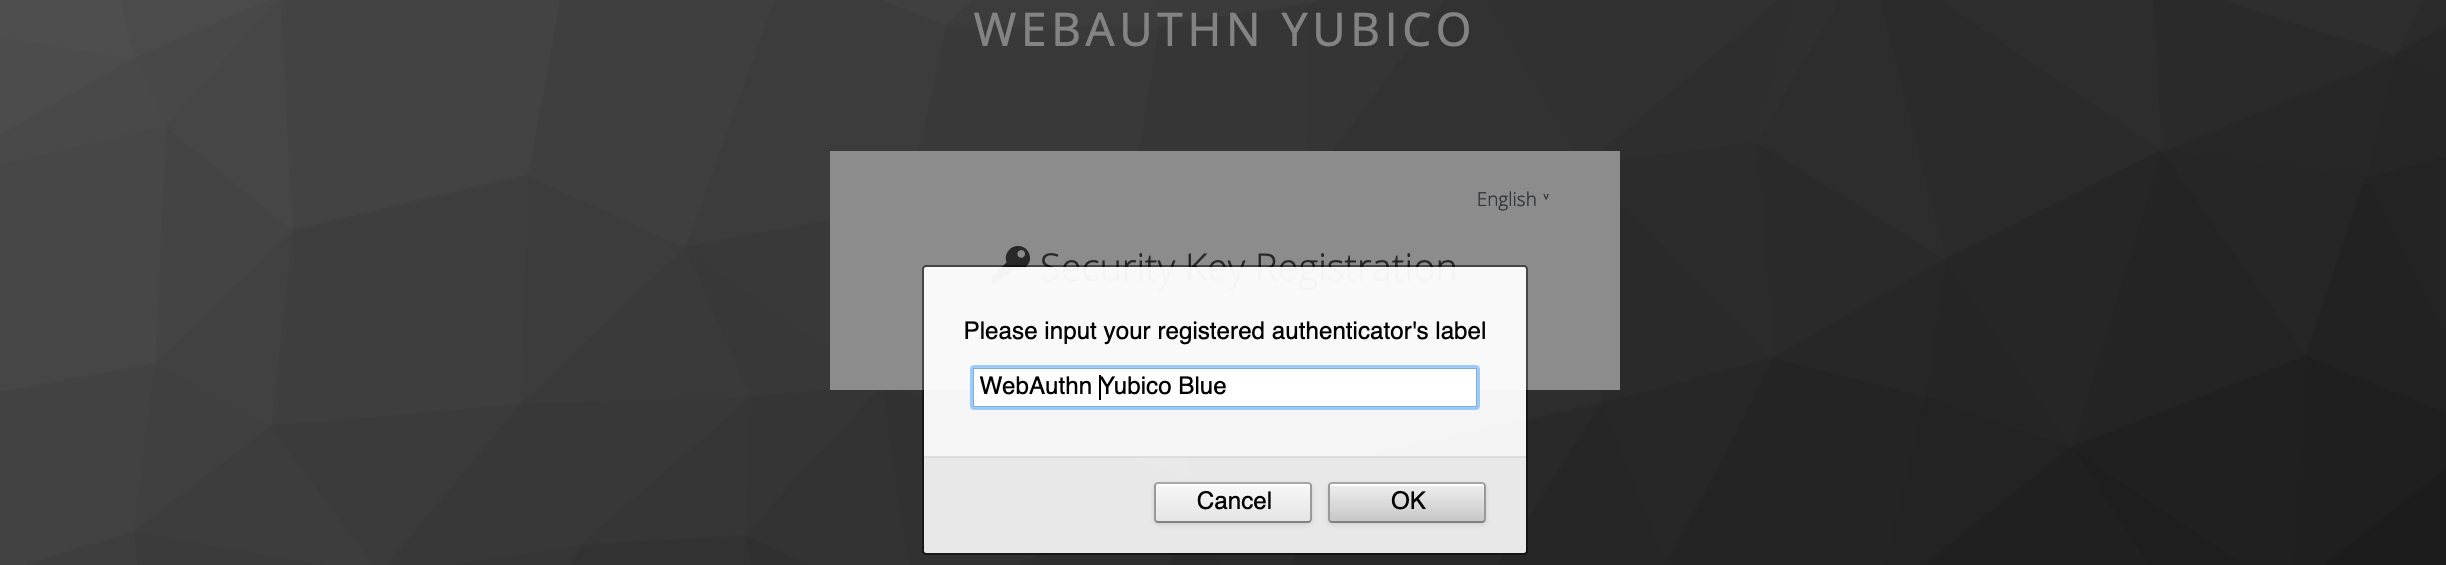 WEBAUTHN YUBICO
English ˅
Security Key Registration
Please input your registered authenticator's label
WebAuthn Yubico Blue
Cancel OK